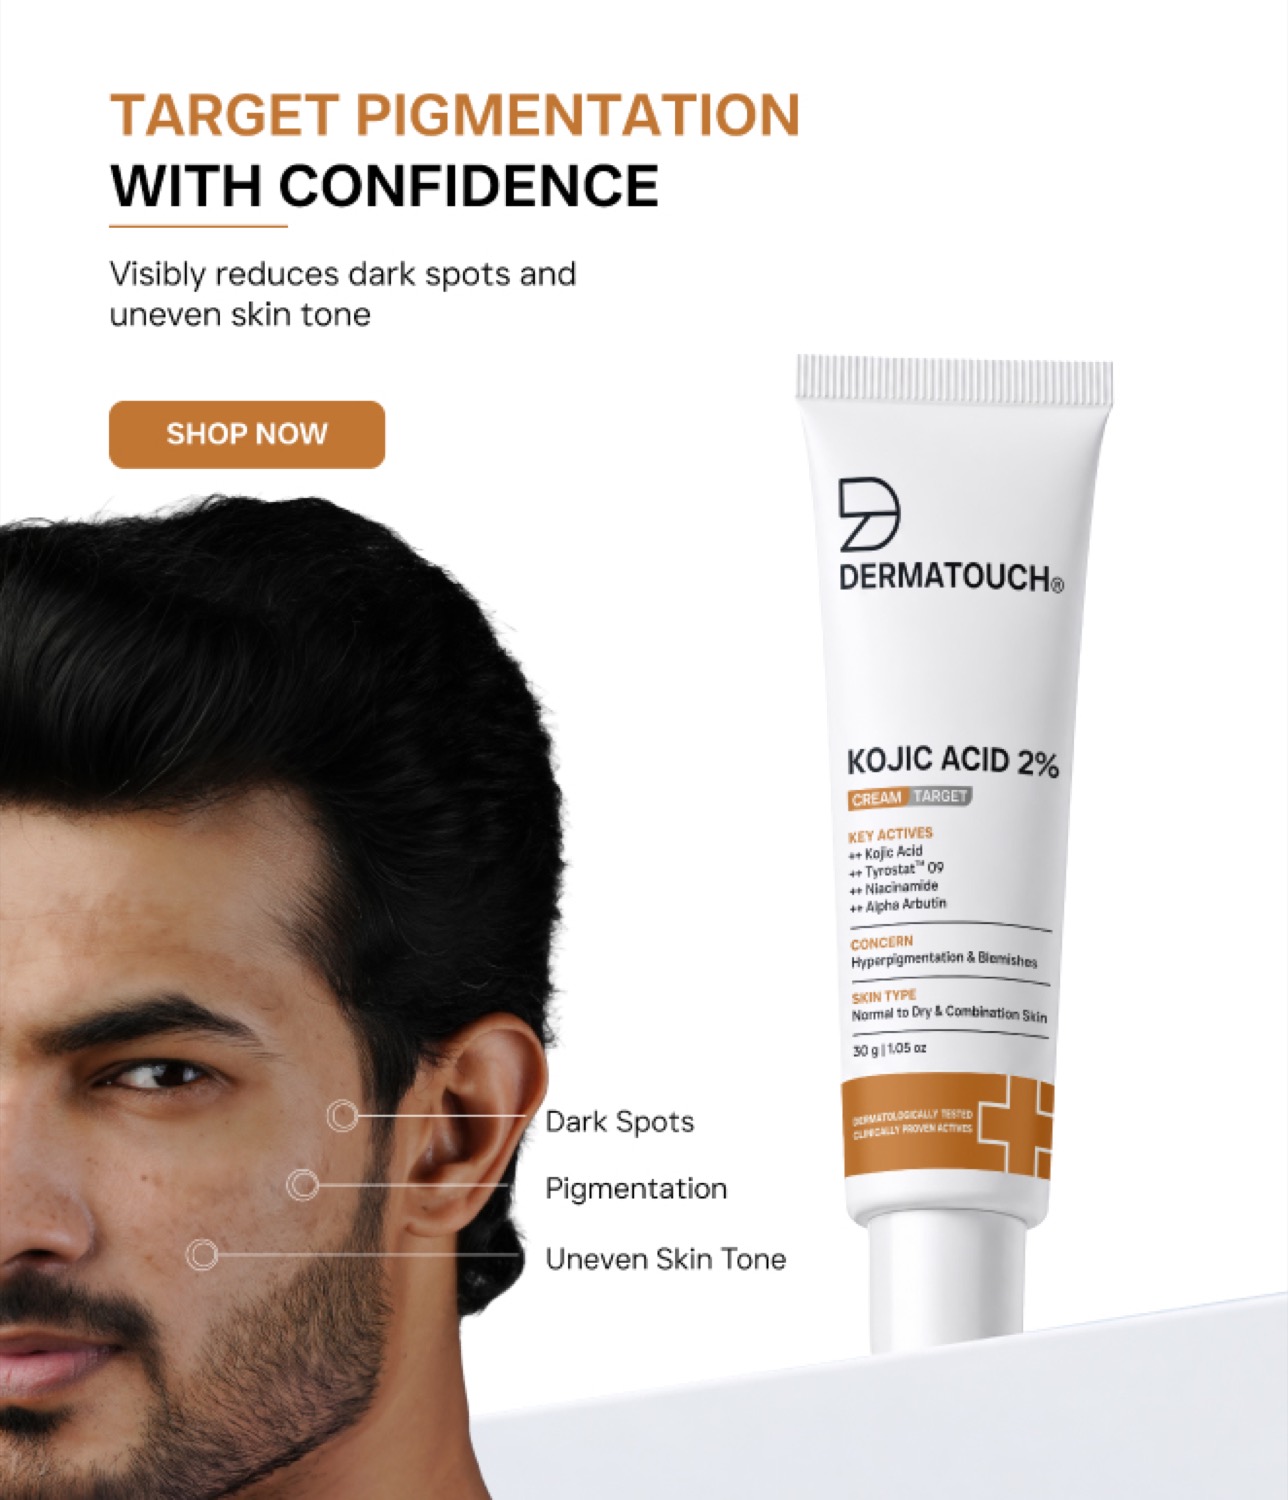 TARGET PIGMENTATION
WITH CONFIDENCE
Visibly reduces dark spots and
uneven skin tone
SHOP NOW
DERMATOUCH®
KOJIC ACID 2%
CREAM TARGET
KEY ACTIVES
++ Kojic Acid
++ Tyrostat™ 09
++ Niacinamide
++ Alpha Arbutin
CONCERN
Hyperpigmentation & Blemishes
SKIN TYPE
Normal to Dry & Combination Skin
30 g | 1.05 oz
DERMATOLOGICALLY TESTED
CLINICALLY PROVEN ACTIVES
Dark Spots
Pigmentation
Uneven Skin Tone